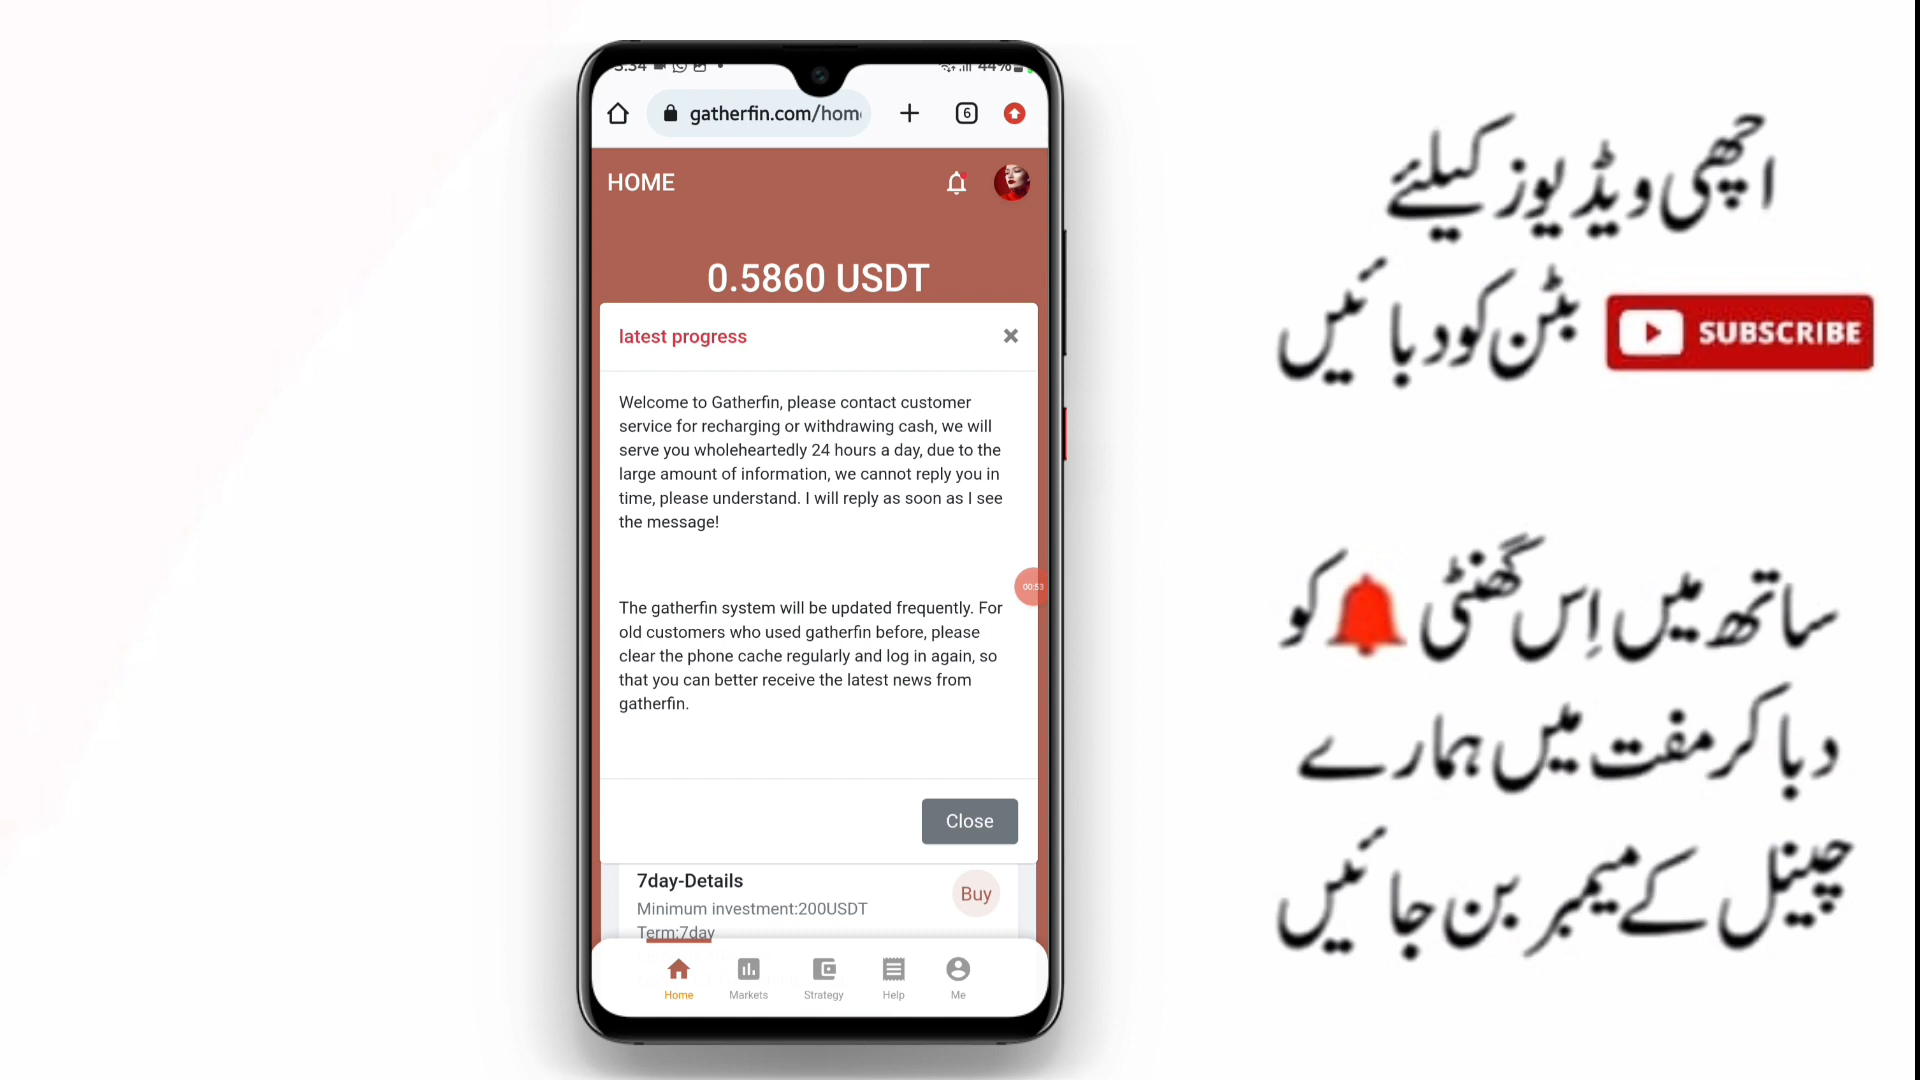 5:34
44%
gatherfin.com/hom
6
HOME
0.5860 USDT
latest progress
Welcome to Gatherfin, please contact customer
service for recharging or withdrawing cash, we will
serve you wholeheartedly 24 hours a day, due to the
large amount of information, we cannot reply you in
time, please understand. I will reply as soon as I see
the message!
00:53
The gatherfin system will be updated frequently. For
old customers who used gatherfin before, please
clear the phone cache regularly and log in again, so
that you can better receive the latest news from
gatherfin.
Close
7day-Details
Buy
Minimum investment:200USDT
Term:7day
Home
Markets
Strategy
Help
Me
اچھی ویڈیوز کیلئے
SUBSCRIBE بٹن کو دبائیں
ساتھ میں اِس گھنٹی کو
دبا کر مفت میں ہمارے
چینل کے میمبر بن جائیں